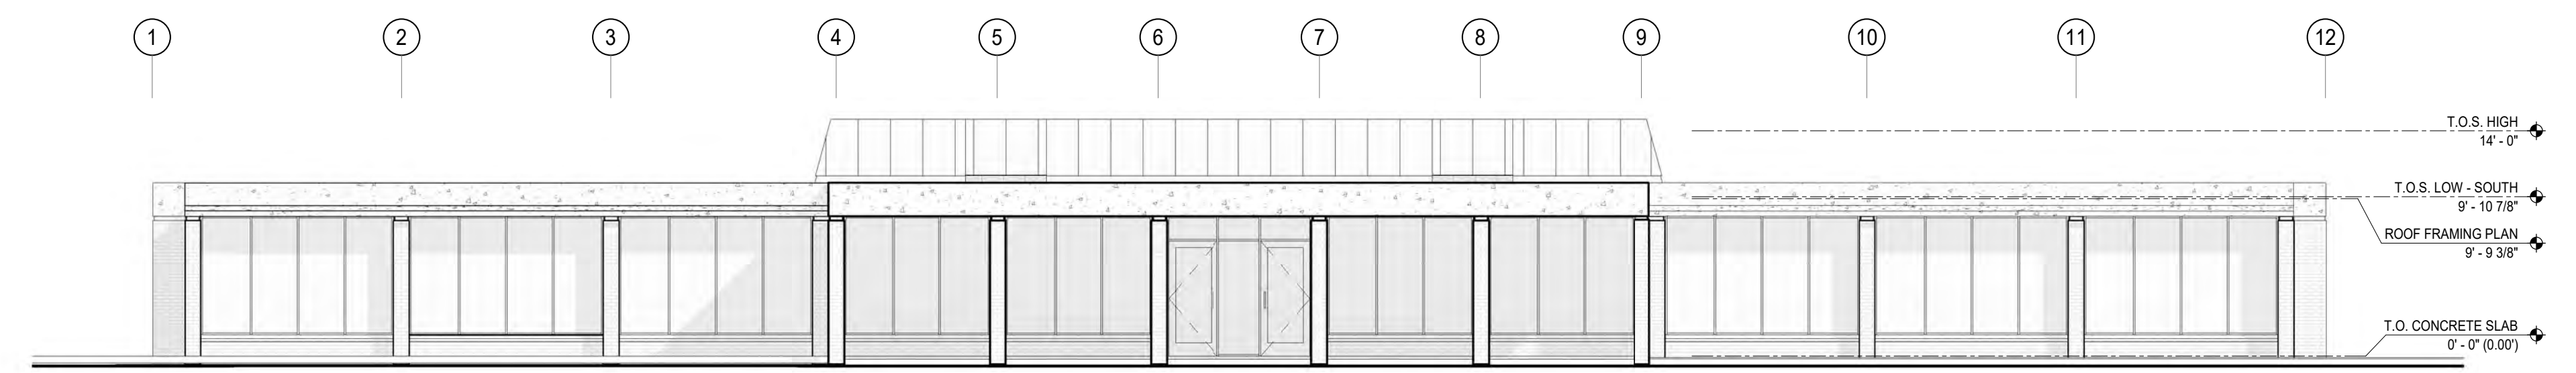 1 2 3 4 5 6 7 8 9 10 11 12
T.O.S. HIGH
14' - 0"
T.O.S. LOW - SOUTH
9' - 10 7/8"
ROOF FRAMING PLAN
9' - 9 3/8"
T.O. CONCRETE SLAB
0' - 0" (0.00')